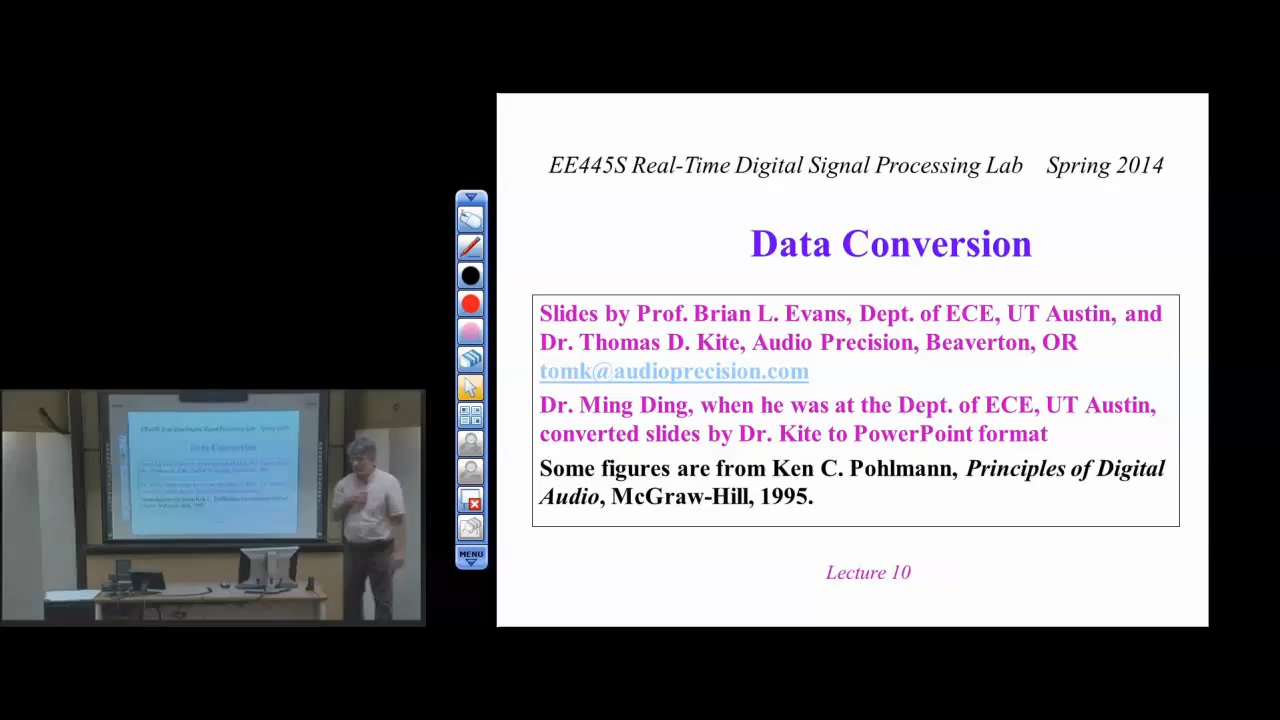 EE445S Real-Time Digital Signal Processing Lab Spring 2014
Data Conversion
Slides by Prof. Brian L. Evans, Dept. of ECE, UT Austin, and
Dr. Thomas D. Kite, Audio Precision, Beaverton, OR
tomk@audioprecision.com
Dr. Ming Ding, when he was at the Dept. of ECE, UT Austin,
converted slides by Dr. Kite to PowerPoint format
Some figures are from Ken C. Pohlmann, Principles of Digital
Audio, McGraw-Hill, 1995.
Lecture 10
MENU
Data Conversion